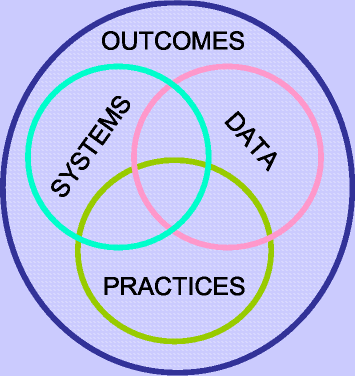 OUTCOMES
SYSTEMS
DATA
PRACTICES